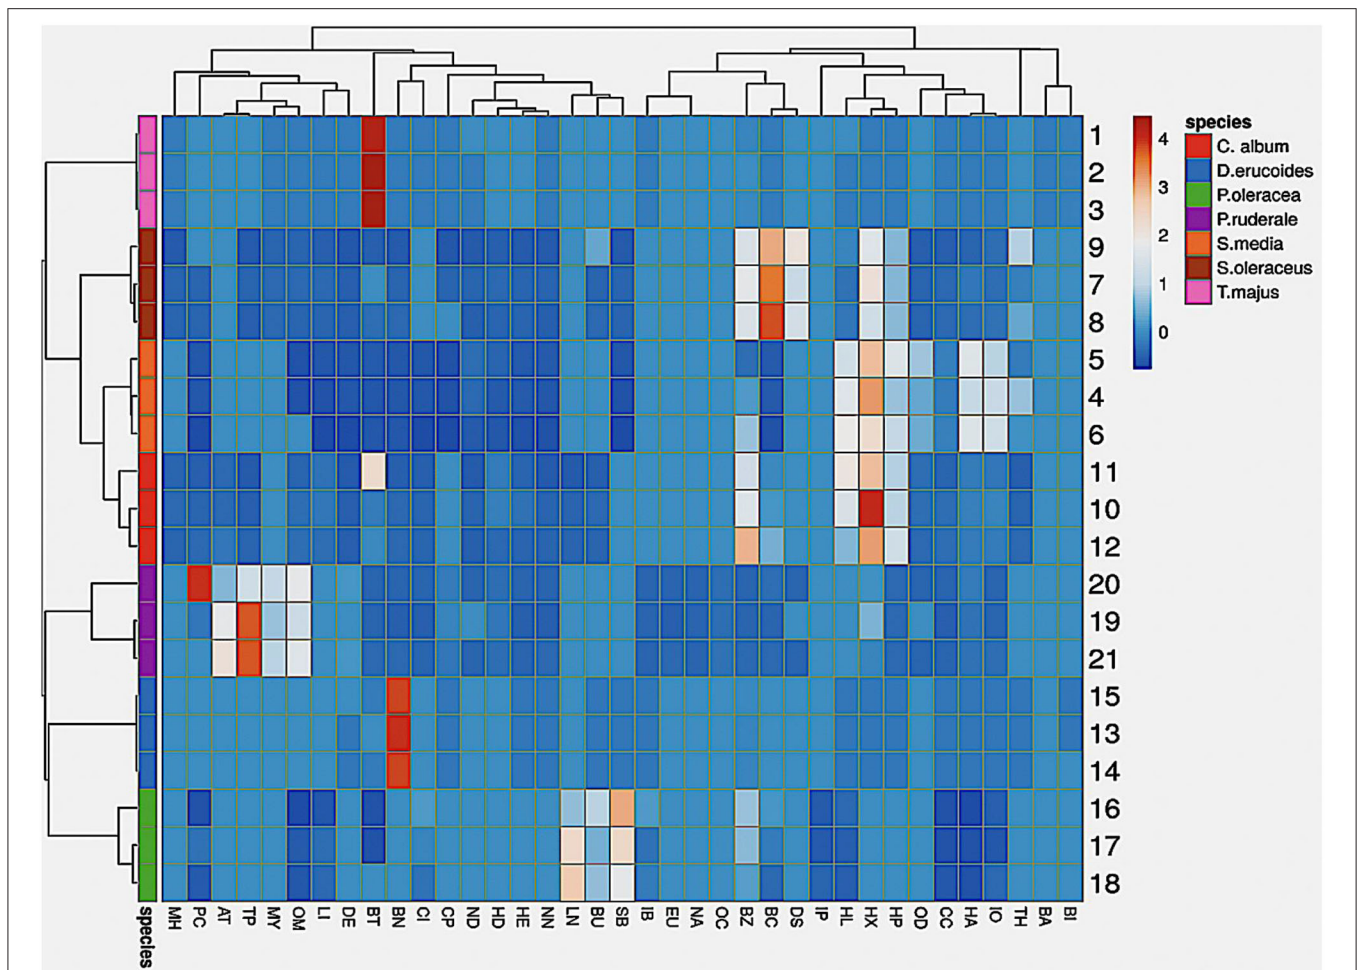 1
2
3
9
7
8
5
4
6
11
10
12
20
19
21
15
13
14
16
17
18
4
3
2
1
0
species
C. album
D.erucoides
P.oleracea
P.ruderale
S.media
S.oleraceus
T.majus
species
MH
PC
AT
TP
MY
OM
LI
DE
BT
BN
CI
CP
ND
HD
HE
NN
LN
BU
SB
IB
EU
NA
OC
BZ
BC
DS
IP
HL
HX
HP
OD
CC
HA
IO
TH
BA
BI